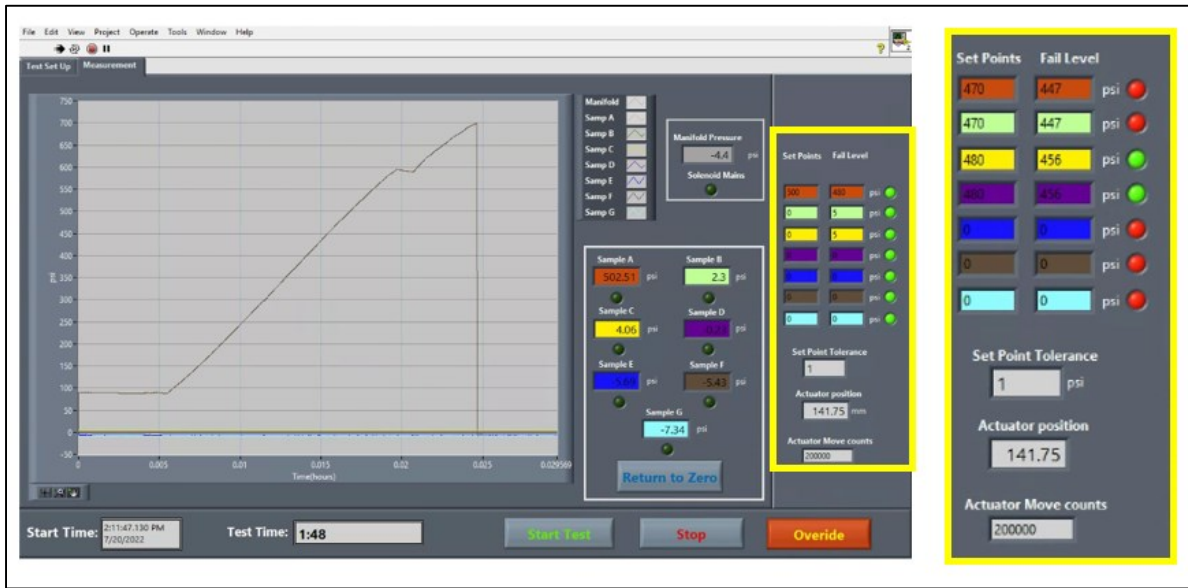 File Edit View Project Operate Tools Window Help
Test Set Up Measurement
750
700
650
600
550
500
450
400
350
300
250
200
150
100
50
0
-50
psi
0 0.005 0.01 0.015 0.02 0.025 0.029569
Time(hours)
Manifold
Samp A
Samp B
Samp C
Samp D
Samp E
Samp F
Samp G
Manifold Pressure
-4.4 psi
Solenoid Mains
Sample A Sample B
502.51 psi 2.3 psi
Sample C Sample D
4.06 psi psi
Sample E Sample F
-5.69 psi -5.43 psi
Sample G
-7.34 psi
Return to Zero
Set Points Fail Level
500 480 psi
0 5 psi
0 5 psi
0 0 psi
0 0 psi
0 0 psi
0 0 psi
Set Point Tolerance
1
Actuator position
141.75 mm
Actuator Move counts
200000
Start Time: 2:11:47.130 PM
7/20/2022
Test Time: 1:48
Start Test Stop Overide
Set Points Fail Level
470 447 psi
470 447 psi
480 456 psi
480 456 psi
0 0 psi
0 0 psi
0 0 psi
Set Point Tolerance
1 psi
Actuator position
141.75
Actuator Move counts
200000